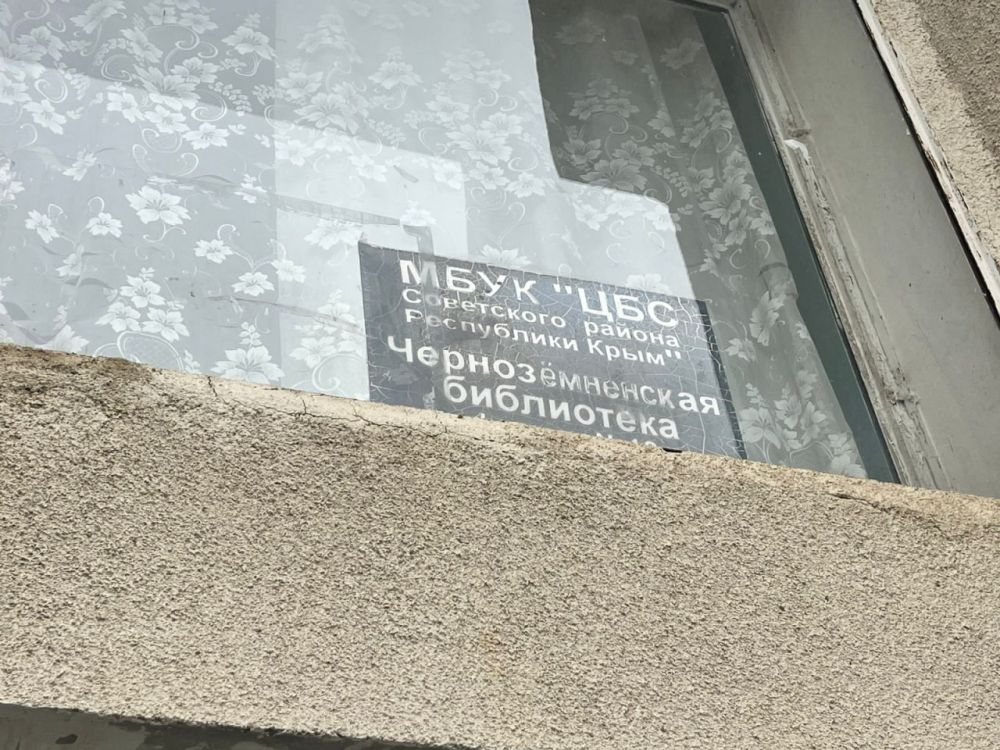 МБУК "ЦБС
Советского района
Республики Крым"
Чернозёмненская
библиотека